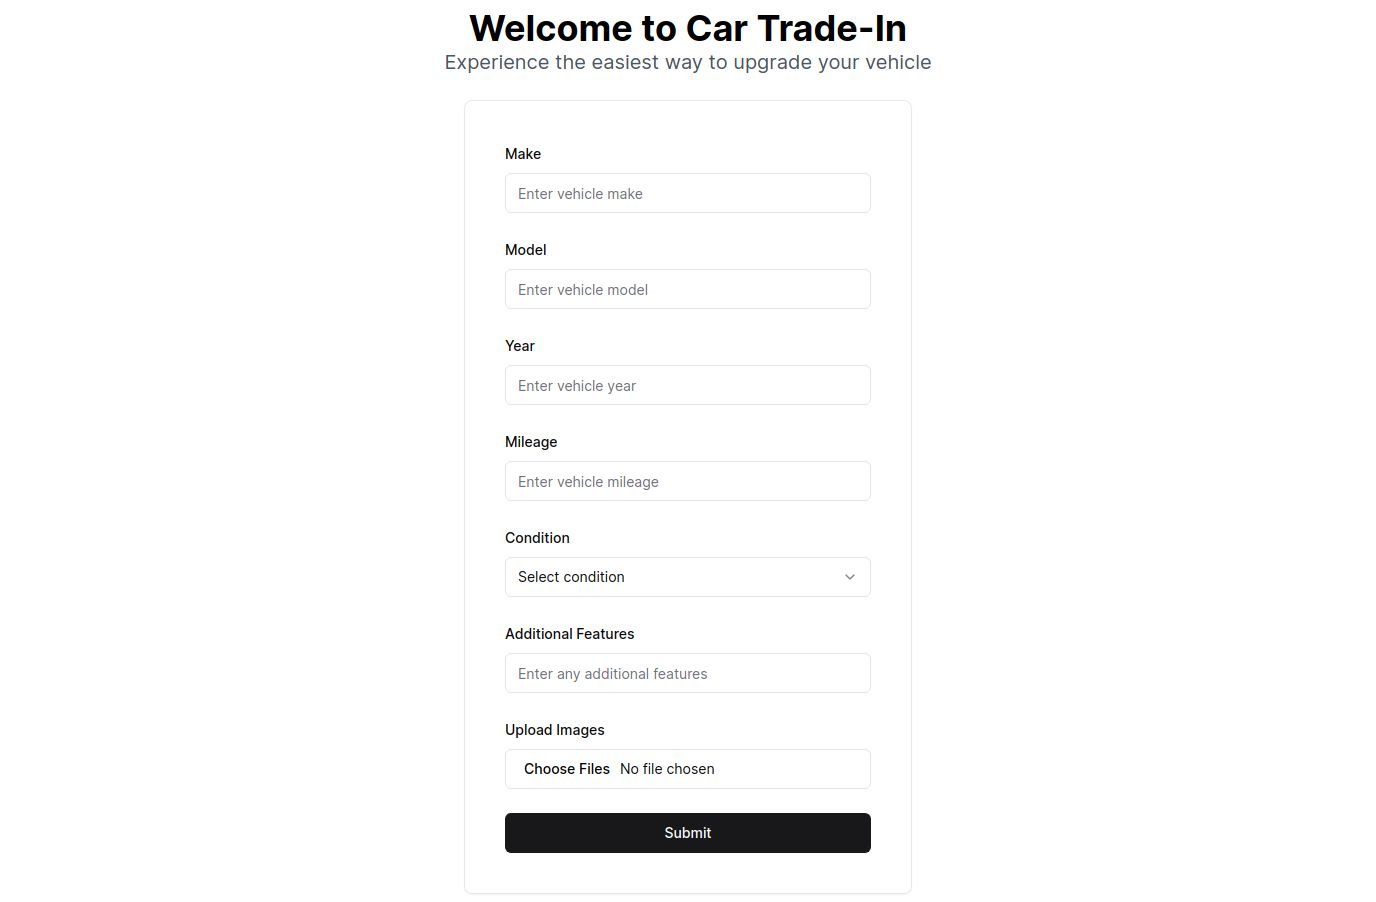 Welcome to Car Trade-In
Experience the easiest way to upgrade your vehicle
Make
Enter vehicle make
Model
Enter vehicle model
Year
Enter vehicle year
Mileage
Enter vehicle mileage
Condition
Select condition
Additional Features
Enter any additional features
Upload Images
Choose Files No file chosen
Submit